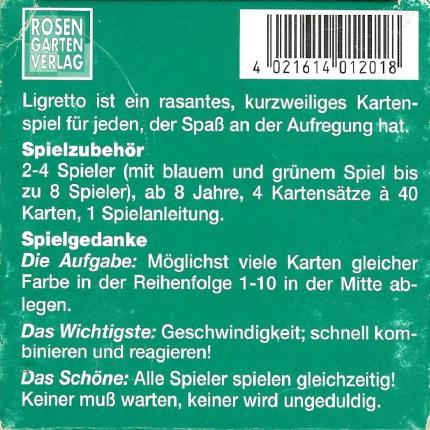 ROSEN
GARTEN
VERLAG
4 021614 012018
Ligretto ist ein rasantes, kurzweiliges Karten-
spiel für jeden, der Spaß an der Aufregung hat.
Spielzubehör
2-4 Spieler (mit blauem und grünem Spiel bis
zu 8 Spieler), ab 8 Jahre, 4 Kartensätze à 40
Karten, 1 Spielanleitung.
Spielgedanke
Die Aufgabe: Möglichst viele Karten gleicher
Farbe in der Reihenfolge 1-10 in der Mitte ab-
legen.
Das Wichtigste: Geschwindigkeit; schnell kom-
binieren und reagieren!
Das Schöne: Alle Spieler spielen gleichzeitig!
Keiner muß warten, keiner wird ungeduldig.